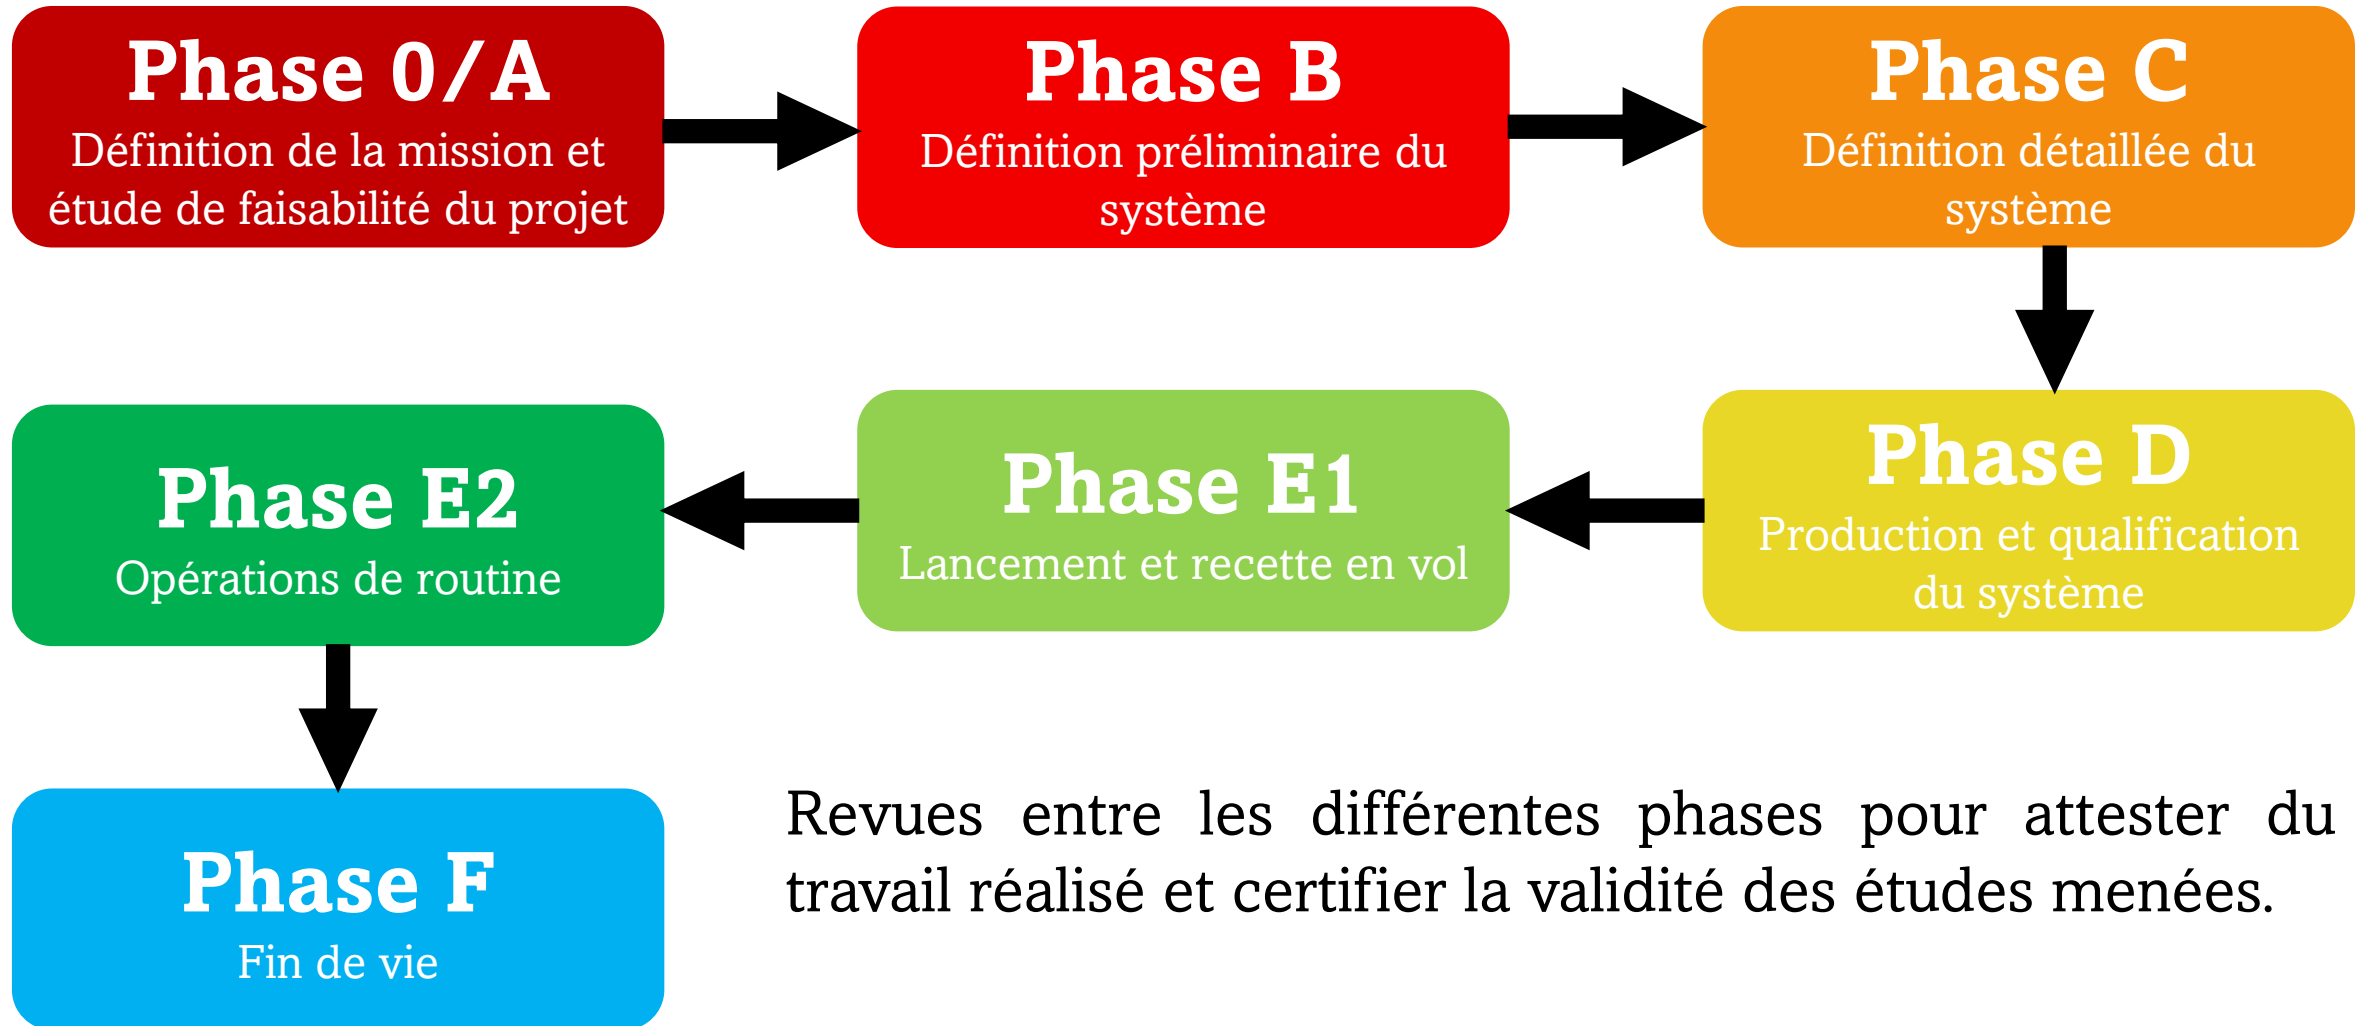 Phase 0/A
Définition de la mission et
étude de faisabilité du projet
Phase B
Définition préliminaire du
système
Phase C
Définition détaillée du
système
Phase D
Production et qualification
du système
Phase E1
Lancement et recette en vol
Phase E2
Opérations de routine
Phase F
Fin de vie
Revues entre les différentes phases pour attester du
travail réalisé et certifier la validité des études menées.